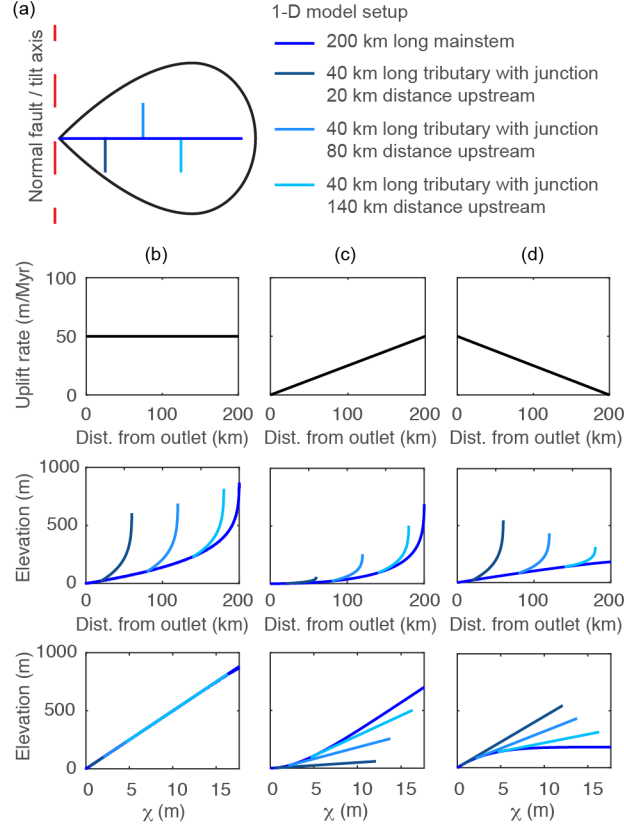 (a)
1-D model setup
Normal fault / tilt axis
200 km long mainstem
40 km long tributary with junction
20 km distance upstream
40 km long tributary with junction
80 km distance upstream
40 km long tributary with junction
140 km distance upstream
(b)
(c)
(d)
Uplift rate (m/Myr)
100
50
0
0 100 200
0 100 200
0 100 200
Dist. from outlet (km)
Dist. from outlet (km)
Dist. from outlet (km)
Elevation (m)
1000
500
0
0 100 200
0 100 200
0 100 200
Dist. from outlet (km)
Dist. from outlet (km)
Dist. from outlet (km)
Elevation (m)
1000
500
0
0 5 10 15
0 5 10 15
0 5 10 15
χ (m)
χ (m)
χ (m)